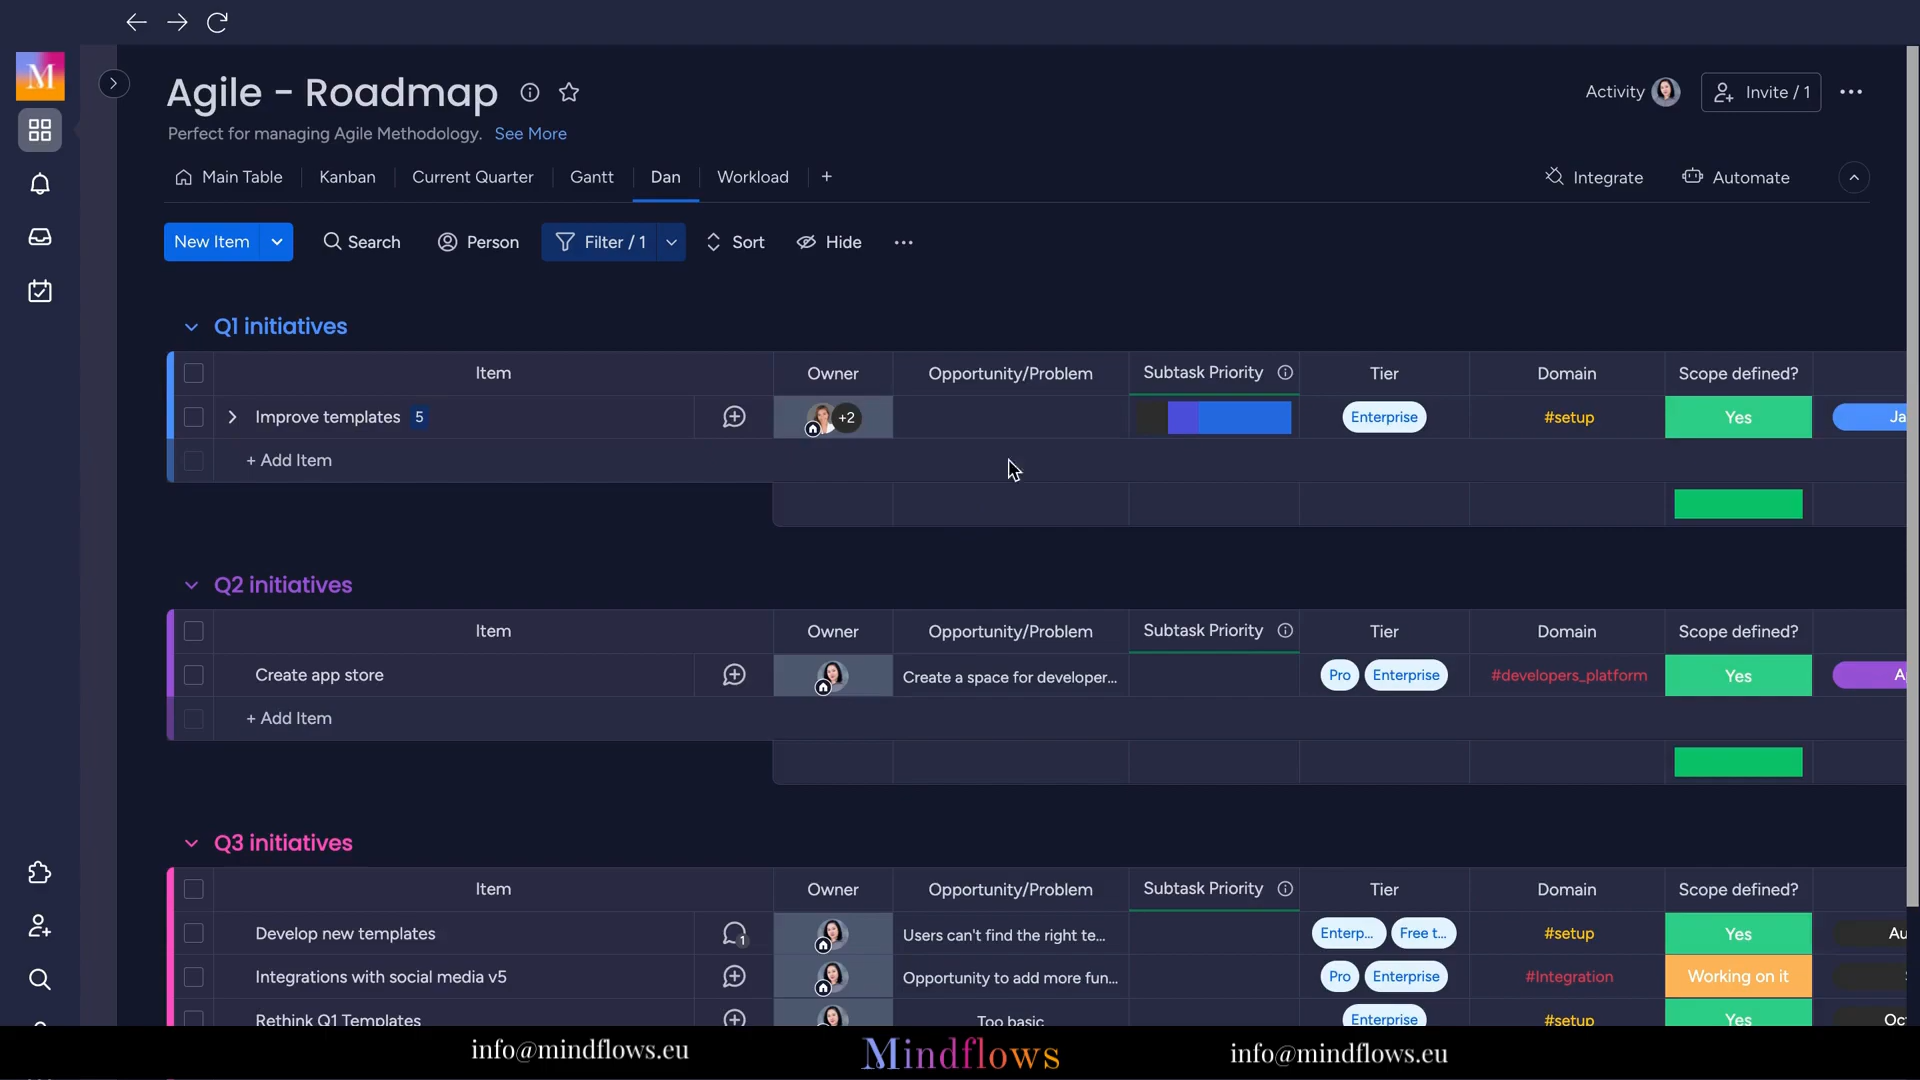 M
Agile - Roadmap
Activity
Invite / 1
Perfect for managing Agile Methodology. See More
Main Table
Kanban
Current Quarter
Gantt
Dan
Workload
+
Integrate
Automate
New Item
Search
Person
Filter / 1
Sort
Hide
Q1 initiatives
Item Owner Opportunity/Problem Subtask Priority Tier Domain Scope defined?
Improve templates 5 +2 Enterprise #setup Yes Ja
+ Add Item
Q2 initiatives
Item Owner Opportunity/Problem Subtask Priority Tier Domain Scope defined?
Create app store Create a space for developer... Pro Enterprise #developers_platform Yes A
+ Add Item
Q3 initiatives
Item Owner Opportunity/Problem Subtask Priority Tier Domain Scope defined?
Develop new templates 1 Users can't find the right te... Enterp... Free t... #setup Yes Au
Integrations with social media v5 Opportunity to add more fun... Pro Enterprise #Integration Working on it
Rethink Q1 Templates Too basic Enterprise #setup Yes Oc
info@mindflows.eu Mindflows info@mindflows.eu